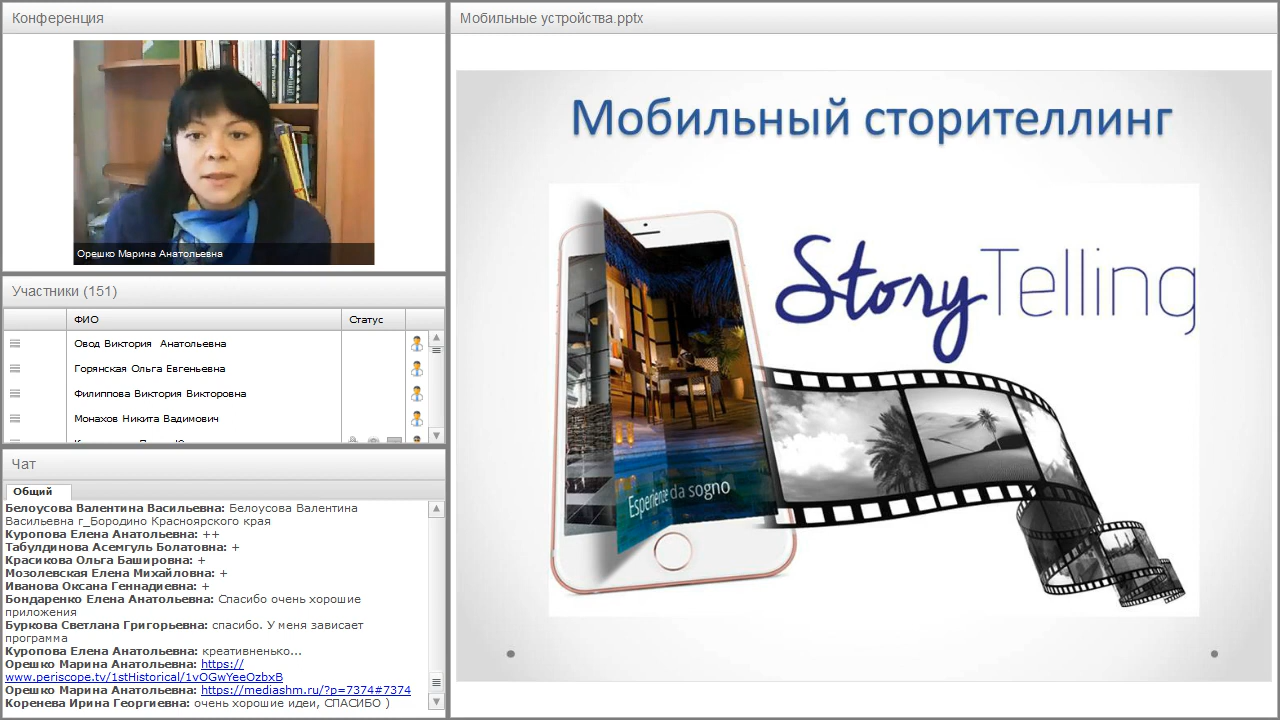 Конференция
Орешко Марина Анатольевна
Участники (151)
ФИО Статус
Овод Виктория Анатольевна
Горянская Ольга Евгеньевна
Филиппова Виктория Викторовна
Монахов Никита Вадимович
Чат
Общий
Белоусова Валентина Васильевна: Белоусова Валентина
Васильевна г_Бородино Красноярского
края
Куропова Елена Анатольевна: ++
Табулдинова Асемгуль Болатовна: +
Красикова Ольга Башировна: +
Мозолевская Елена Михайловна: +
Иванова Оксана Геннадиевна: +
Бондаренко Елена Анатольевна: Спасибо очень хорошие
приложения
Буркова Светлана Григорьевна: спасибо. У меня зависает
программа
Куропова Елена Анатольевна: креативненько...
Орешко Марина Анатольевна: https://
www.periscope.tv/1stHistorical/1vOGwYeeOzbxB
Орешко Марина Анатольевна: https://mediashm.ru/?p=7374#7374
Коренева Ирина Георгиевна: очень хорошие идеи, СПАСИБО )
Мобильные устройства.pptx
Мобильный сторителлинг
StoryTelling
Esperienze da sogno